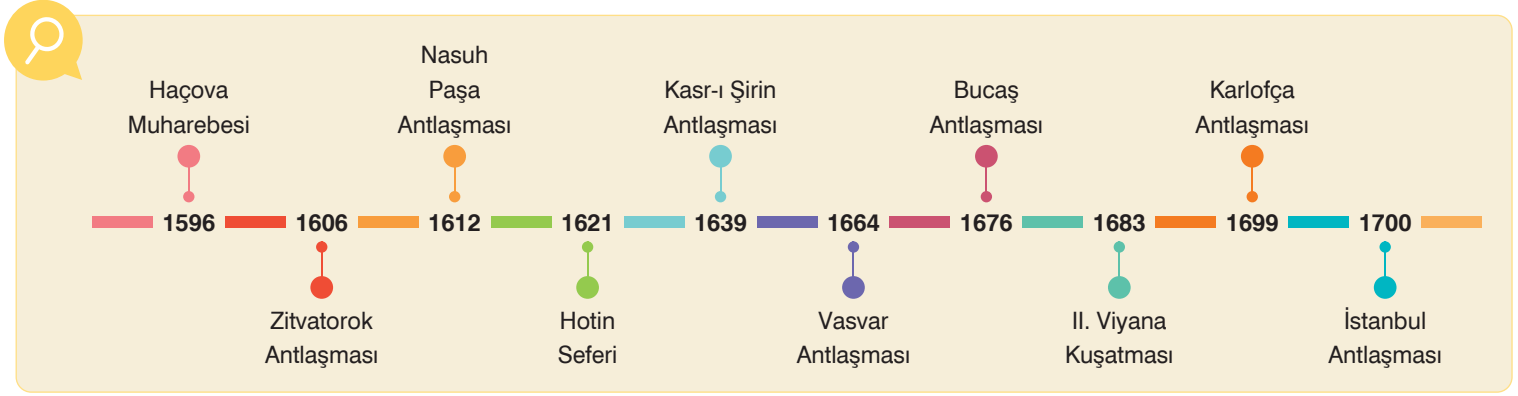 Haçova
Muharebesi
Nasuh
Paşa
Antlaşması
Kasr-ı Şirin
Antlaşması
Bucaş
Antlaşması
Karlofça
Antlaşması
1596
1606
1612
1621
1639
1664
1676
1683
1699
1700
Zitvatorok
Antlaşması
Hotin
Seferi
Vasvar
Antlaşması
II. Viyana
Kuşatması
İstanbul
Antlaşması